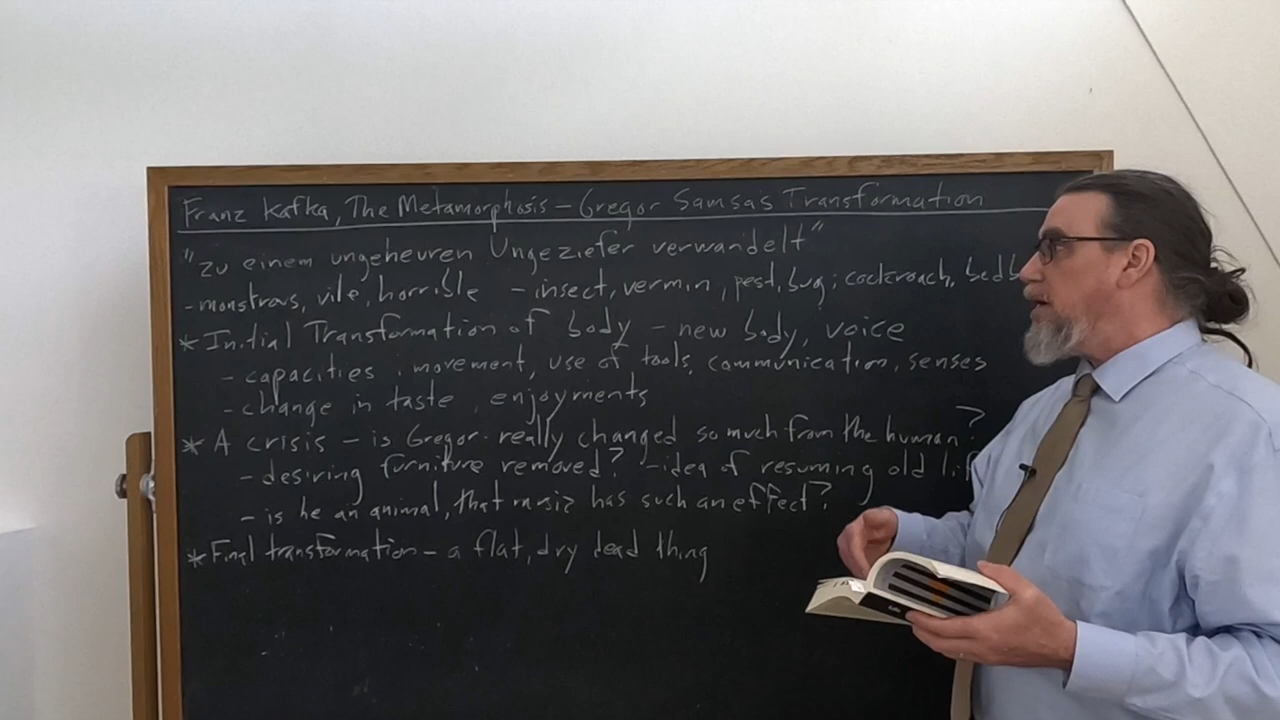 Franz Kafka, The Metamorphosis - Gregor Samsa's Transformation
"zu einem ungeheuren Ungeziefer verwandelt"
- monstrous, vile, horrible - insect, vermin, pest, bug; cockroach, bedb
* Initial Transformation of body - new body, voice
- capacities, movement, use of tools, communication, senses
- change in taste, enjoyments
* A crisis - is Gregor really changed so much from the human?
- desiring furniture removed? - idea of resuming old lif
- is he an animal, that music has such an effect?
* Final transformation - a flat, dry dead thing